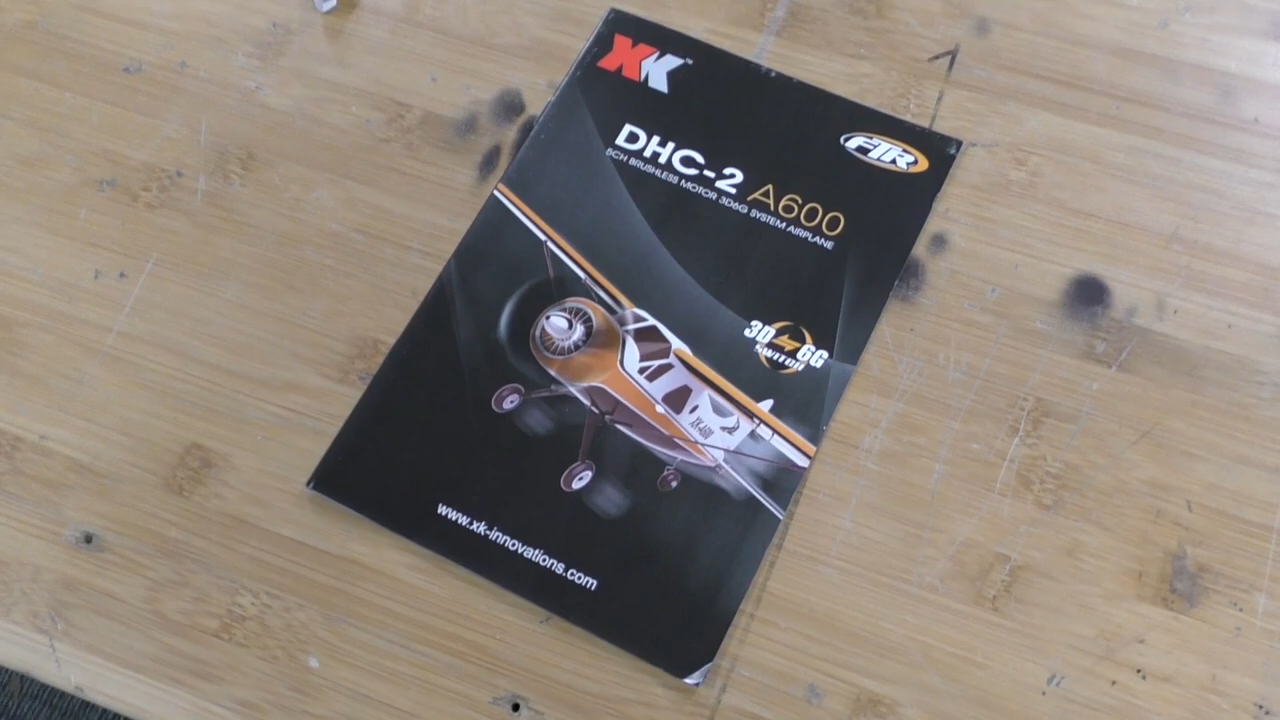 XK™
FTR
DHC-2 A600
5CH BRUSHLESS MOTOR 3D6G SYSTEM AIRPLANE
3D 6G
SWITCH
XK-A600
www.xk-innovations.com